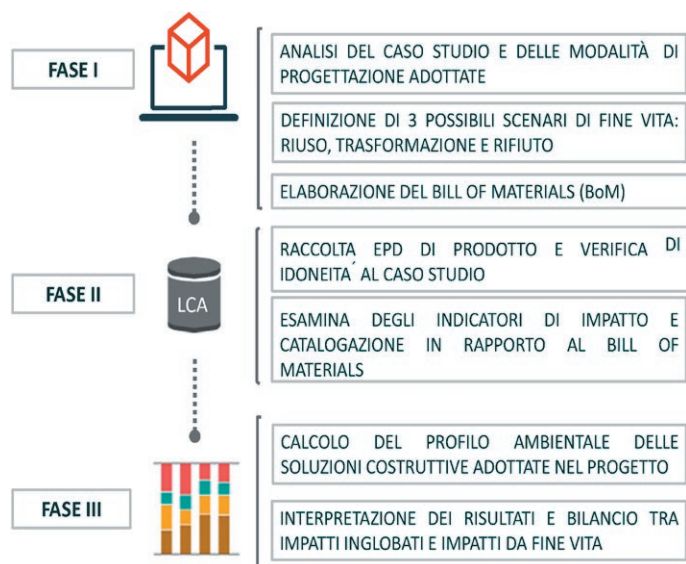 FASE I
ANALISI DEL CASO STUDIO E DELLE MODALITÀ DI
PROGETTAZIONE ADOTTATE
DEFINIZIONE DI 3 POSSIBILI SCENARI DI FINE VITA:
RIUSO, TRASFORMAZIONE E RIFIUTO
ELABORAZIONE DEL BILL OF MATERIALS (BoM)
FASE II
LCA
RACCOLTA EPD DI PRODOTTO E VERIFICA DI
IDONEITA´ AL CASO STUDIO
ESAMINA DEGLI INDICATORI DI IMPATTO E
CATALOGAZIONE IN RAPPORTO AL BILL OF
MATERIALS
FASE III
CALCOLO DEL PROFILO AMBIENTALE DELLE
SOLUZIONI COSTRUTTIVE ADOTTATE NEL PROGETTO
INTERPRETAZIONE DEI RISULTATI E BILANCIO TRA
IMPATTI INGLOBATI E IMPATTI DA FINE VITA